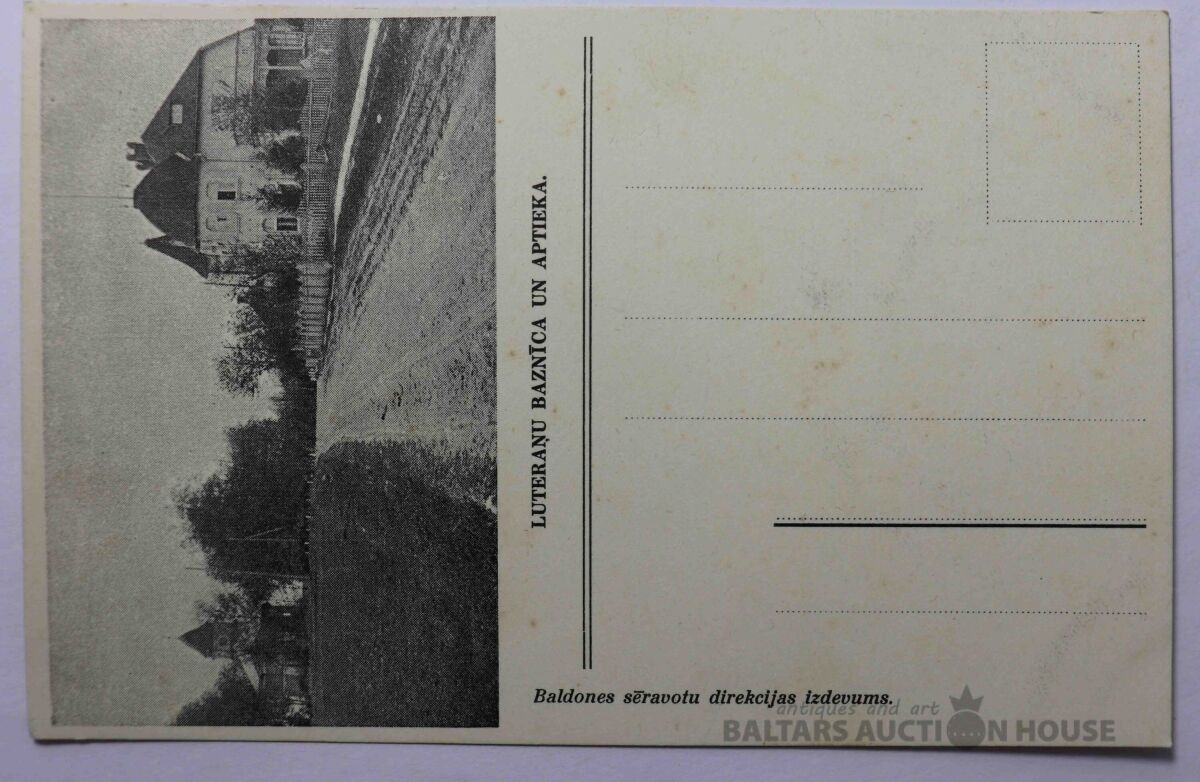 LUTERAŅU BAZNĪCA UN APTIEKA.
Baldones sēravotu direkcijas izdevums.
antiques and art
BALTARS AUCTION HOUSE